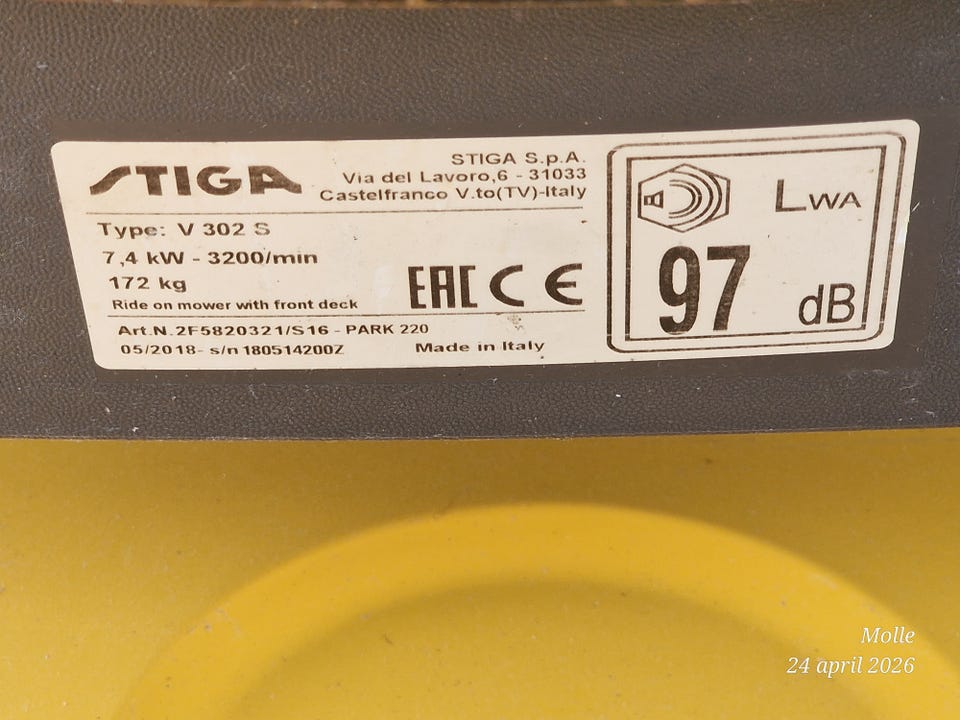 STIGA
STIGA S.p.A.
Via del Lavoro,6 - 31033
Castelfranco V.to(TV)-Italy
Type: V 302 S
7,4 kW - 3200/min
172 kg
Ride on mower with front deck
EAC CE
Art.N.2F5820321/S16 - PARK 220
05/2018- s/n180514200Z
Made in Italy
LWA
97
dB
Molle
24 april 2026